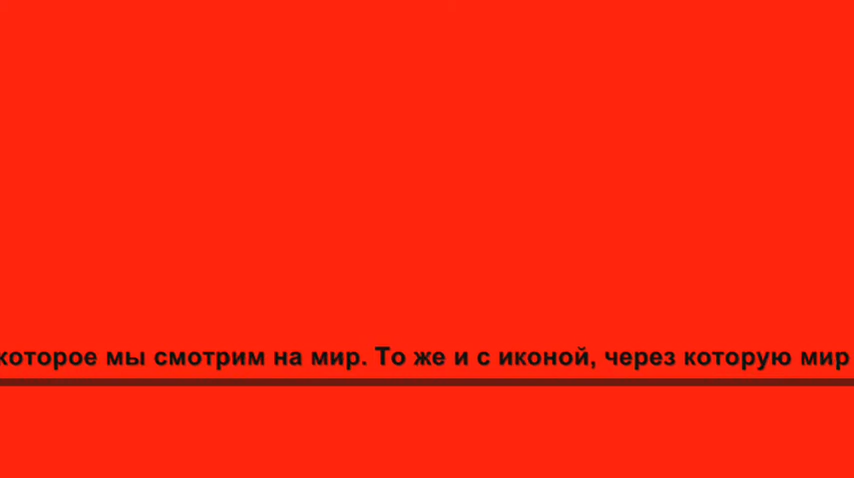 которое мы смотрим на мир. То же и с иконой, через которую мир